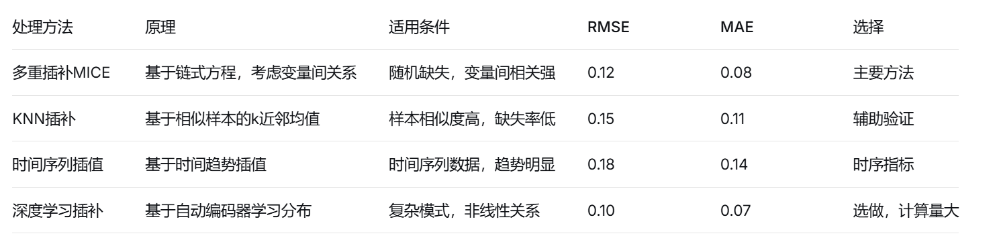 处理方法 原理 适用条件 RMSE MAE 选择
多重插补MICE 基于链式方程，考虑变量间关系 随机缺失，变量间相关强 0.12 0.08 主要方法
KNN插补 基于相似样本的k近邻均值 样本相似度高，缺失率低 0.15 0.11 辅助验证
时间序列插值 基于时间趋势插值 时间序列数据，趋势明显 0.18 0.14 时序指标
深度学习插补 基于自动编码器学习分布 复杂模式，非线性关系 0.10 0.07 选做，计算量大